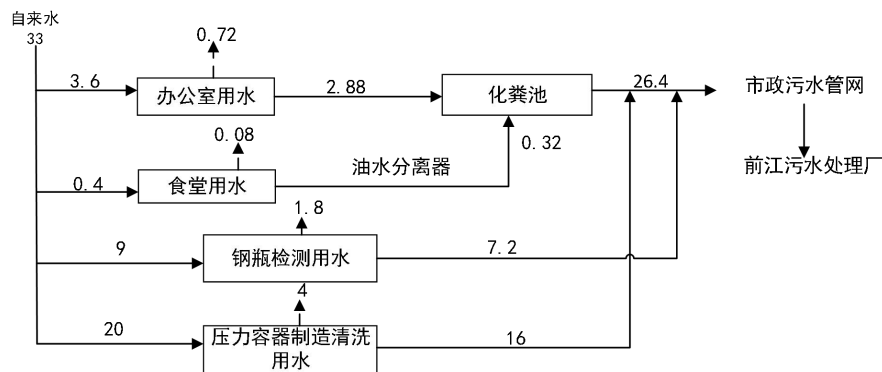 自来水
33
0.72
3.6
办公室用水
2.88
化粪池
26.4
市政污水管网
0.08
0.32
0.4
食堂用水
油水分离器
前江污水处理厂
1.8
9
钢瓶检测用水
7.2
4
20
压力容器制造清洗
用水
16